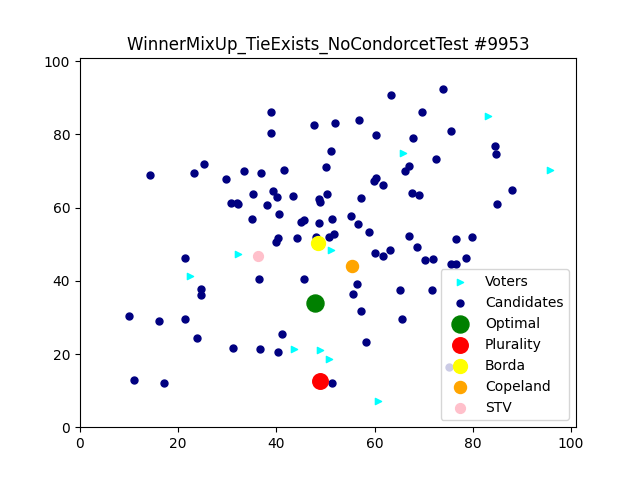 WinnerMixUp_TieExists_NoCondorcetTest #9953
100
80
60
40
20
0
0 20 40 60 80 100
Voters
Candidates
Optimal
Plurality
Borda
Copeland
STV